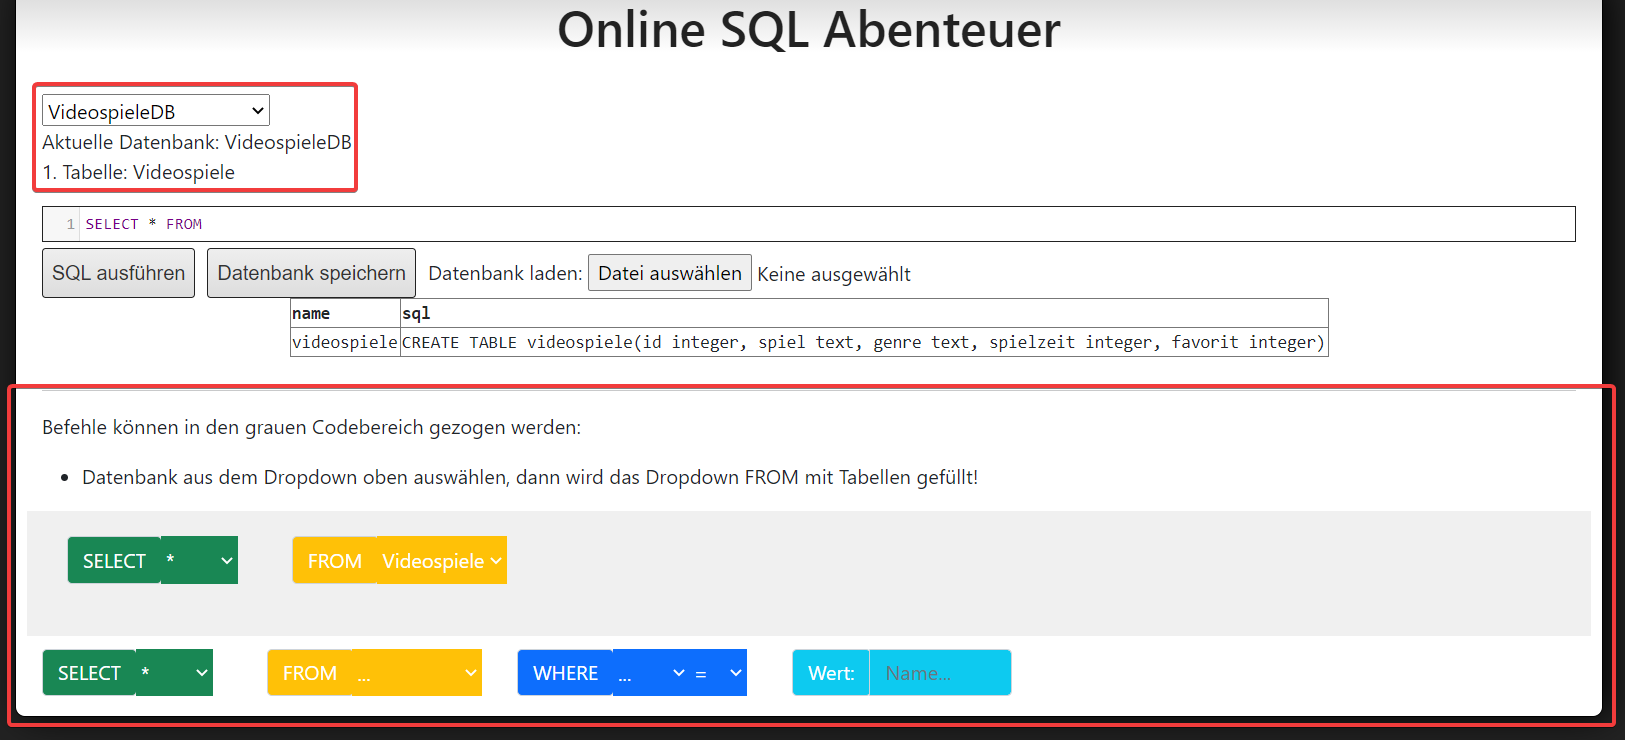 Online SQL Abenteuer
VideospieleDB
Aktuelle Datenbank: VideospieleDB
1. Tabelle: Videospiele
1 SELECT * FROM
SQL ausführen Datenbank speichern Datenbank laden: Datei auswählen Keine ausgewählt
name sql
videospiele CREATE TABLE videospiele(id integer, spiel text, genre text, spielzeit integer, favorit integer)
Befehle können in den grauen Codebereich gezogen werden:
• Datenbank aus dem Dropdown oben auswählen, dann wird das Dropdown FROM mit Tabellen gefüllt!
SELECT * FROM Videospiele
SELECT * FROM ... WHERE ... = Wert: Name...